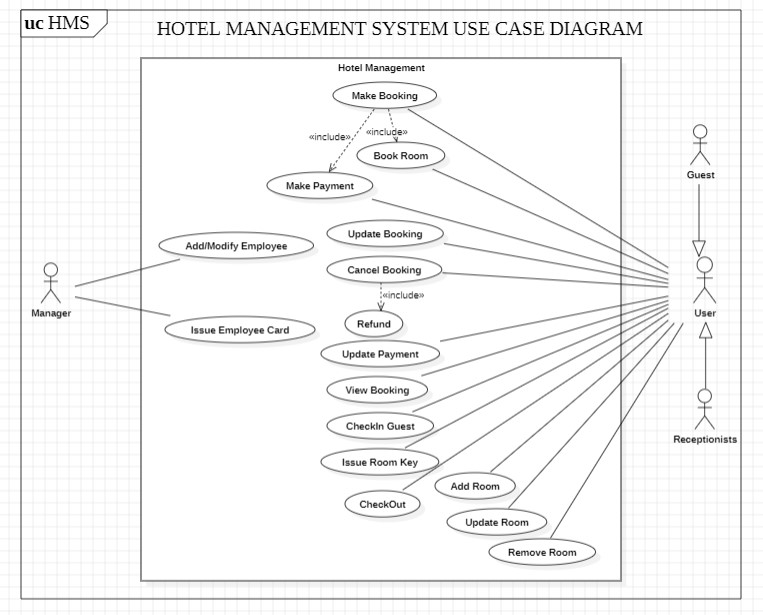 uc HMS
HOTEL MANAGEMENT SYSTEM USE CASE DIAGRAM
Hotel Management
Make Booking
«include»
«include»
Book Room
Make Payment
Guest
Update Booking
Add/Modify Employee
Cancel Booking
«include»
Manager
User
Refund
Issue Employee Card
Update Payment
View Booking
CheckIn Guest
Receptionists
Issue Room Key
Add Room
CheckOut
Update Room
Remove Room